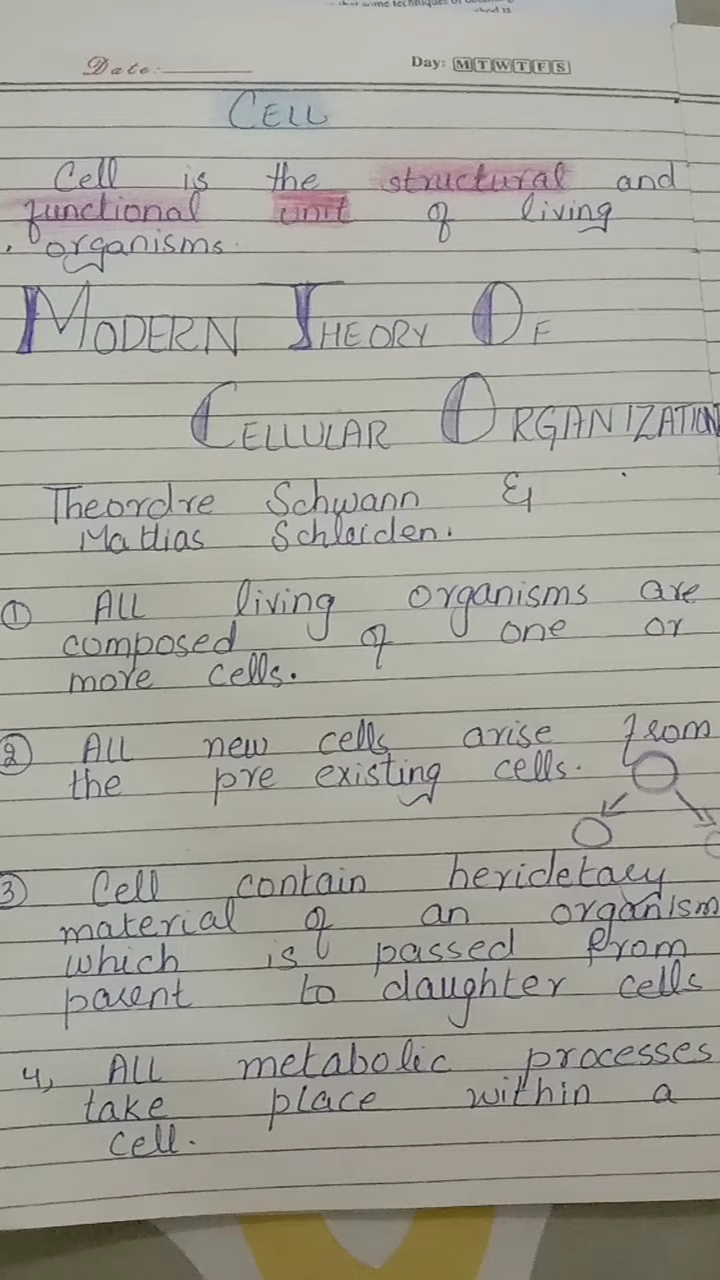 Date:
Day: M T W T F S
CELL
Cell is the structural and
functional unit of living
organisms.
MODERN THEORY OF
CELLULAR ORGANIZATION
Theordre Schwann &
Mattias Schleiden.
① All living organisms are
composed of one or
more cells.
② All new cells arise from
the pre existing cells.
③ Cell contain heridetary
material of an organism
which is passed from
parent to daughter cells
4, All metabolic processes
take place within a
cell.